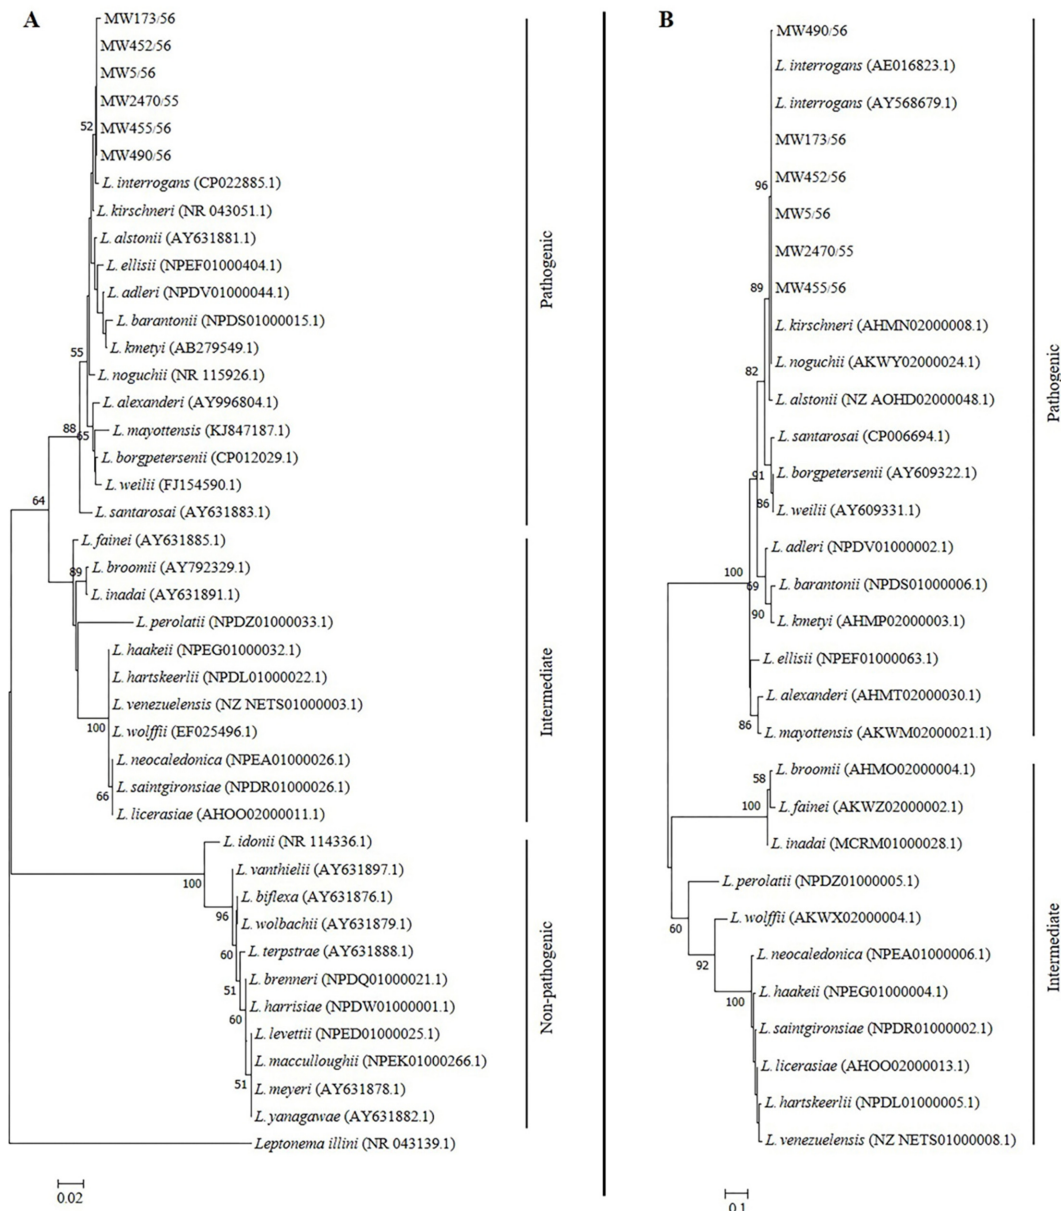 A
MW173/56
MW452/56
MW5/56
MW2470/55
52
MW455/56
MW490/56
L. interrogans (CP022885.1)
L. kirschneri (NR 043051.1)
L. alstonii (AY631881.1)
L. ellisii (NPEF01000404.1)
L. adleri (NPDV01000044.1)
L. barantonii (NPDS01000015.1)
L. kmetyi (AB279549.1)
55
L. noguchii (NR 115926.1)
L. alexanderi (AY996804.1)
88
65
L. mayottensis (KJ847187.1)
L. borgpetersenii (CP012029.1)
L. weilii (FJ154590.1)
64
L. santarosai (AY631883.1)
Pathogenic
L. fainei (AY631885.1)
89
L. broomii (AY792329.1)
L. inadai (AY631891.1)
L. perolatii (NPDZ01000033.1)
L. haakeii (NPEG01000032.1)
L. hartskeerlii (NPDL01000022.1)
L. venezuelensis (NZ NETS01000003.1)
100
L. wolffii (EF025496.1)
L. neocaledonica (NPEA01000026.1)
L. saintgironsiae (NPDR01000026.1)
66
L. licerasiae (AHOO02000011.1)
Intermediate
L. idonii (NR 114336.1)
L. vanthielii (AY631897.1)
100
L. biflexa (AY631876.1)
96
L. wolbachii (AY631879.1)
60
L. terpstrae (AY631888.1)
L. brenneri (NPDQ01000021.1)
51
L. harrisiae (NPDW01000001.1)
60
L. levettii (NPED01000025.1)
L. macculloughii (NPEK01000266.1)
51
L. meyeri (AY631878.1)
L. yanagawae (AY631882.1)
Non-pathogenic
Leptonema illini (NR 043139.1)
0.02
B
MW490/56
L. interrogans (AE016823.1)
L. interrogans (AY568679.1)
MW173/56
MW452/56
96
MW5/56
MW2470/55
MW455/56
89
L. kirschneri (AHMN02000008.1)
L. noguchii (AKWY02000024.1)
82
L. alstonii (NZ AOHD02000048.1)
L. santarosai (CP006694.1)
L. borgpetersenii (AY609322.1)
91
86
L. weilii (AY609331.1)
L. adleri (NPDV01000002.1)
100
69
L. barantonii (NPDS01000006.1)
90
L. kmetyi (AHMP02000003.1)
L. ellisii (NPEF01000063.1)
L. alexanderi (AHMT02000030.1)
86
L. mayottensis (AKWM02000021.1)
Pathogenic
L. broomii (AHMO02000004.1)
58
100
L. fainei (AKWZ02000002.1)
L. inadai (MCRM01000028.1)
L. perolatii (NPDZ01000005.1)
60
L. wolffii (AKWX02000004.1)
92
L. neocaledonica (NPEA01000006.1)
100
L. haakeii (NPEG01000004.1)
L. saintgironsiae (NPDR01000002.1)
L. licerasiae (AHOO02000013.1)
L. hartskeerlii (NPDL01000005.1)
L. venezuelensis (NZ NETS01000008.1)
Intermediate
0.1